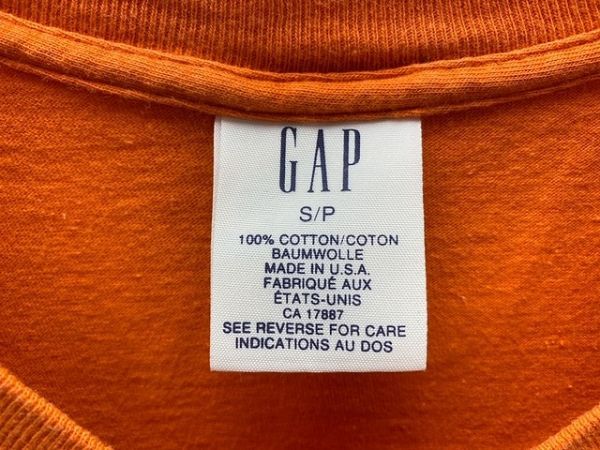 GAP
S/P
100% COTTON/COTON
BAUMWOLLE
MADE IN U.S.A.
FABRIQUÉ AUX
ÉTATS-UNIS
CA 17887
SEE REVERSE FOR CARE
INDICATIONS AU DOS